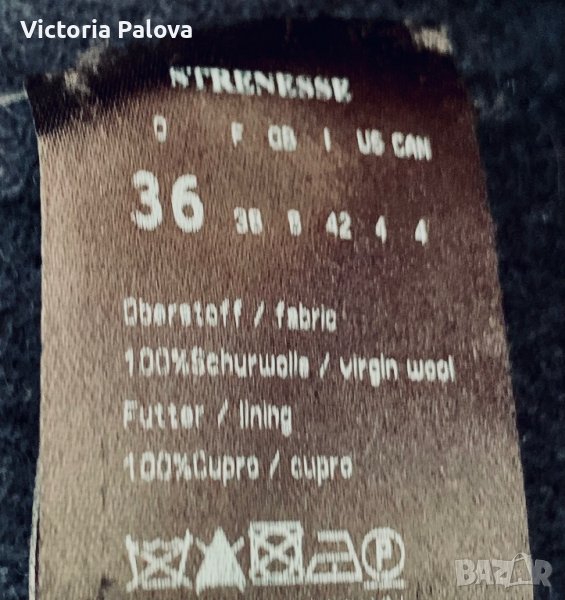 Victoria Palova
STRENESSE
D F GB I US CAN
36 38 8 42 4 4
Oberstoff / fabric
100%Schurwolle / virgin wool
Futter / lining
100%Cupro / cupro
P
BAZAR